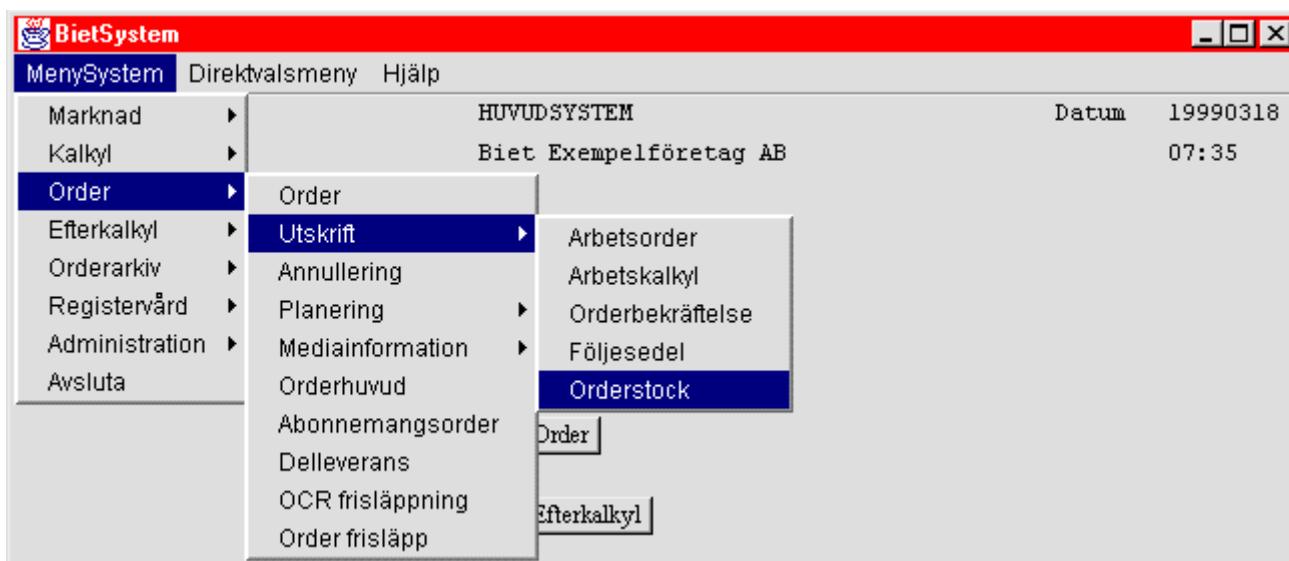 BietSystem
MenySystem Direktvalsmeny Hjälp
HUVUDSYSTEM Datum 19990318
Biet Exempelföretag AB 07:35
Marknad
Kalkyl
Order
Efterkalkyl
Orderarkiv
Registervård
Administration
Avsluta
Order
Utskrift
Annullering
Planering
Mediainformation
Orderhuvud
Abonnemangsorder
Delleverans
OCR frisläppning
Order frisläpp
Arbetsorder
Arbetskalkyl
Orderbekräftelse
Följesedel
Orderstock
Order
Efterkalkyl